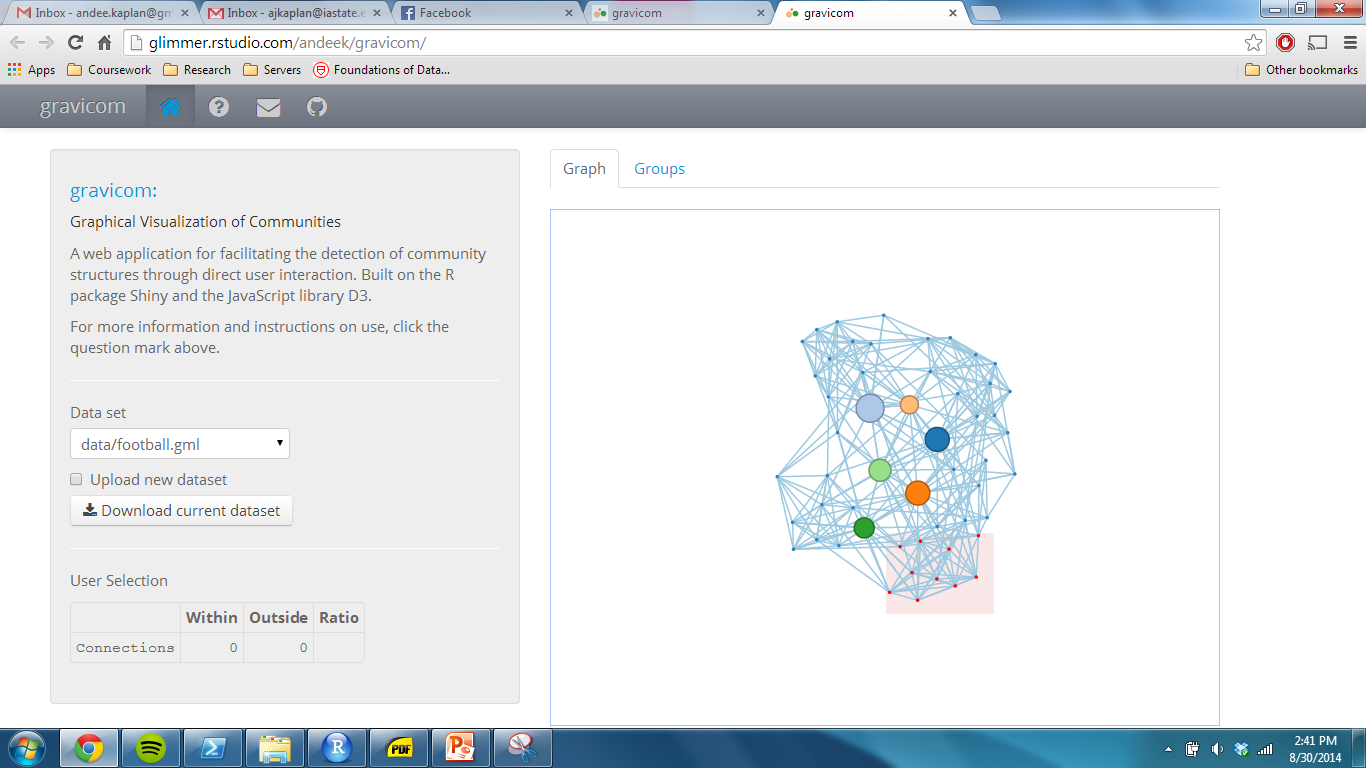 Inbox - andee.kaplan@gm
Inbox - ajkaplan@iastate.e
Facebook
gravicom
gravicom
glimmer.rstudio.com/andeek/gravicom/
Apps
Coursework
Research
Servers
Foundations of Data...
Other bookmarks
gravicom
Graph
Groups
gravicom:
Graphical Visualization of Communities
A web application for facilitating the detection of community
structures through direct user interaction. Built on the R
package Shiny and the JavaScript library D3.
For more information and instructions on use, click the
question mark above.
Data set
data/football.gml
Upload new dataset
Download current dataset
User Selection
Within Outside Ratio
Connections 0 0
PDF
2:41 PM
8/30/2014